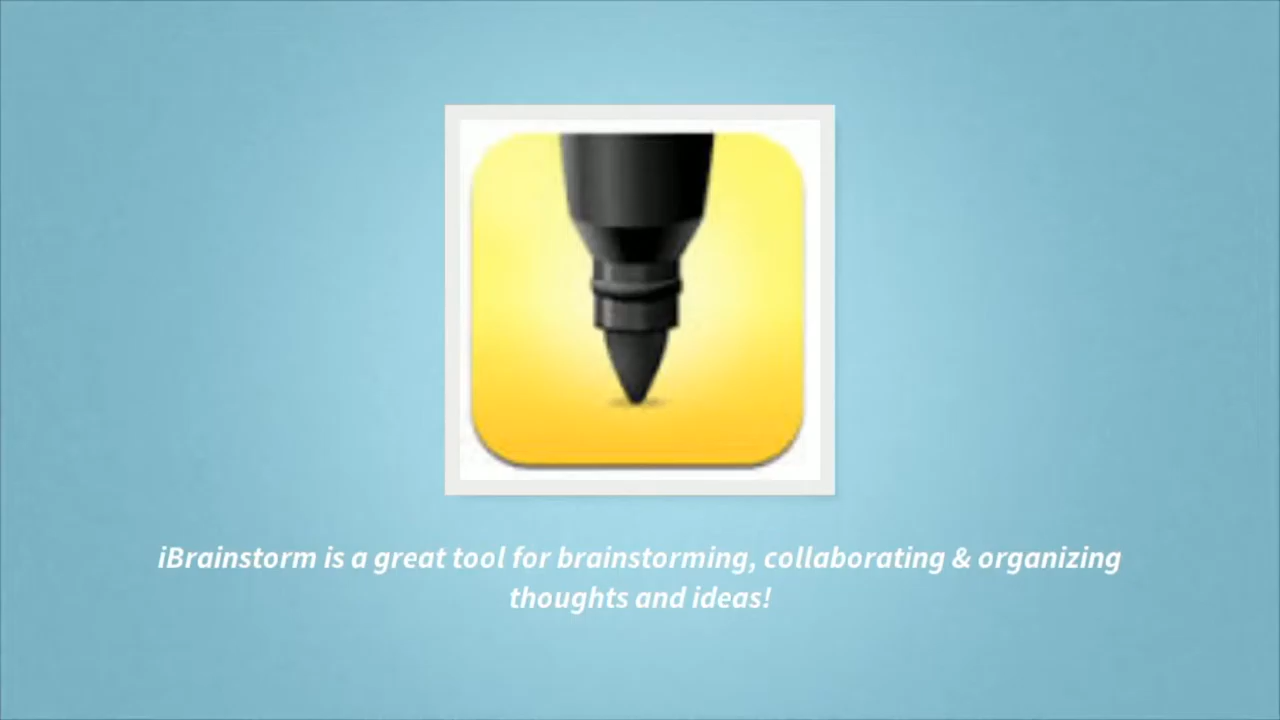 iBrainstorm is a great tool for brainstorming, collaborating & organizing
thoughts and ideas!